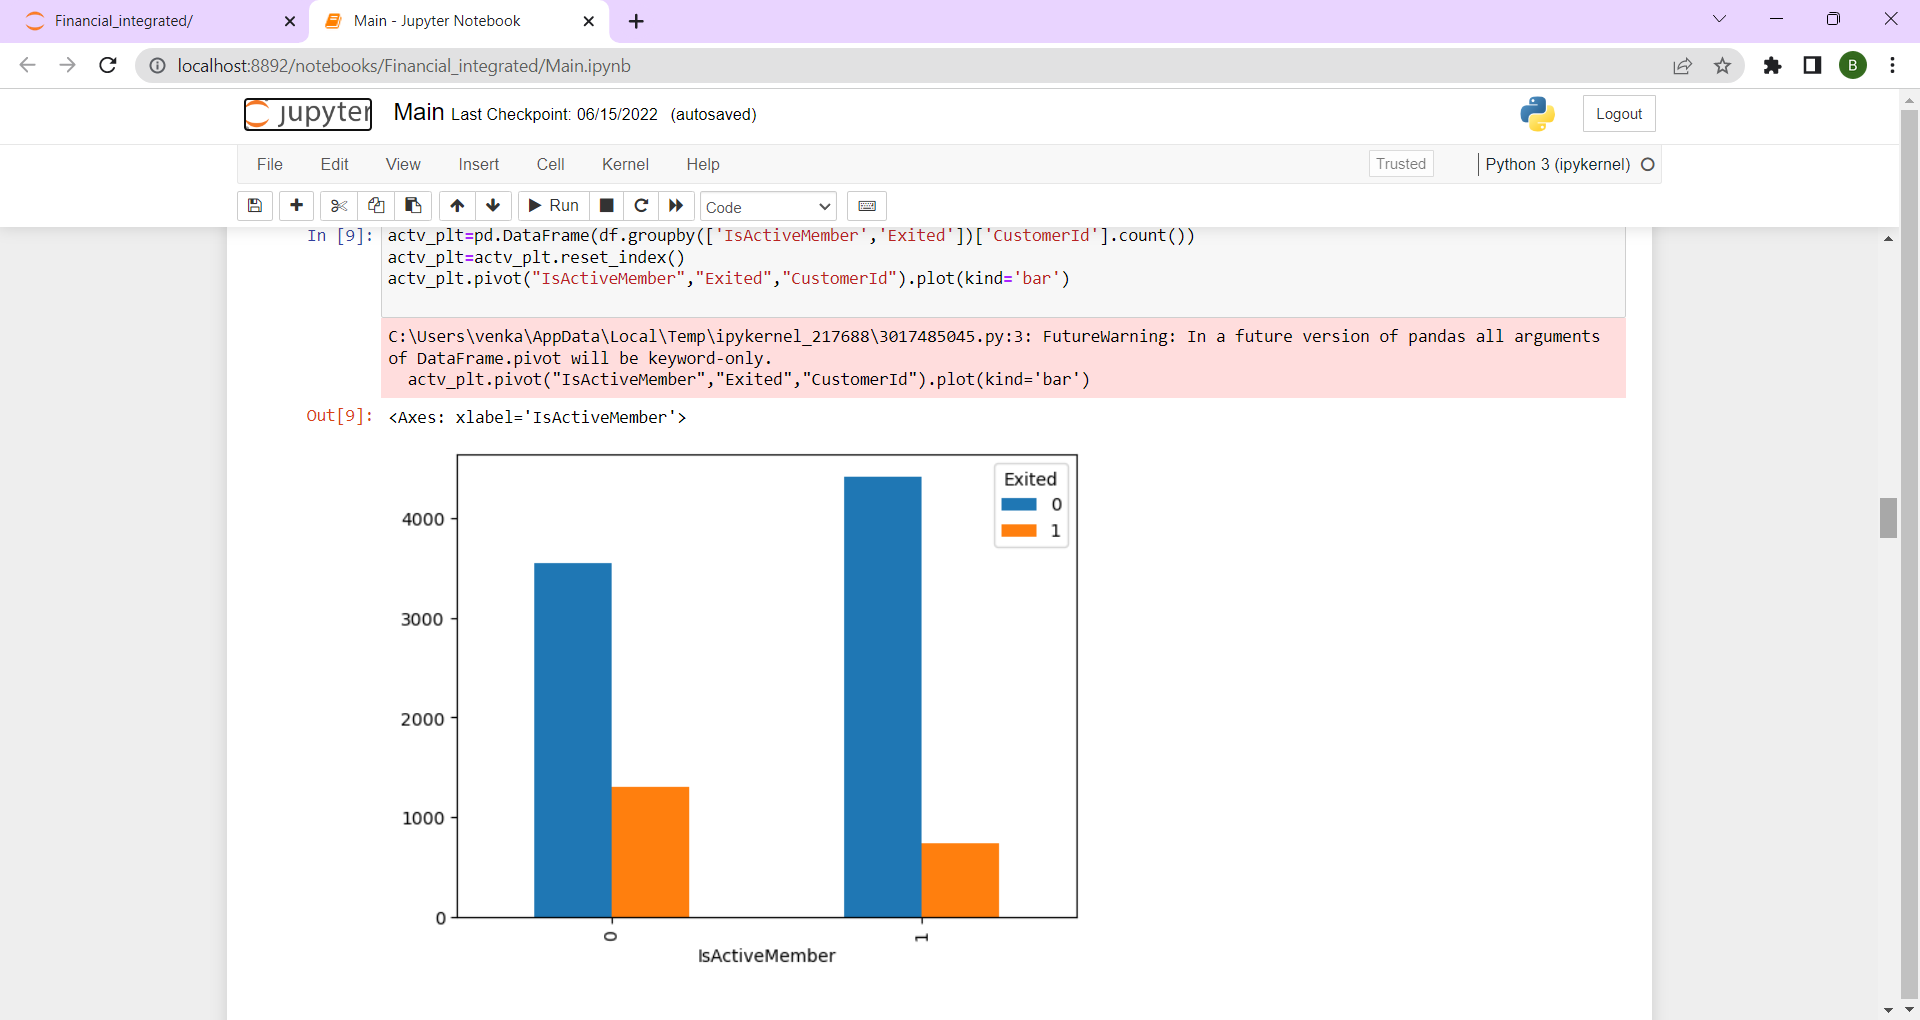 Financial_integrated/
Main - Jupyter Notebook
localhost:8892/notebooks/Financial_integrated/Main.ipynb
B
jupyter Main Last Checkpoint: 06/15/2022 (autosaved)
Logout
File Edit View Insert Cell Kernel Help
Trusted
Python 3 (ipykernel)
Run
Code
In [9]: actv_plt=pd.DataFrame(df.groupby(['IsActiveMember','Exited'])['CustomerId'].count())
actv_plt=actv_plt.reset_index()
actv_plt.pivot("IsActiveMember","Exited","CustomerId").plot(kind='bar')
C:\Users\venka\AppData\Local\Temp\ipykernel_217688\3017485045.py:3: FutureWarning: In a future version of pandas all arguments
of DataFrame.pivot will be keyword-only.
actv_plt.pivot("IsActiveMember","Exited","CustomerId").plot(kind='bar')
Out[9]: <Axes: xlabel='IsActiveMember'>
Exited
0
1
4000
3000
2000
1000
0
0 1
IsActiveMember